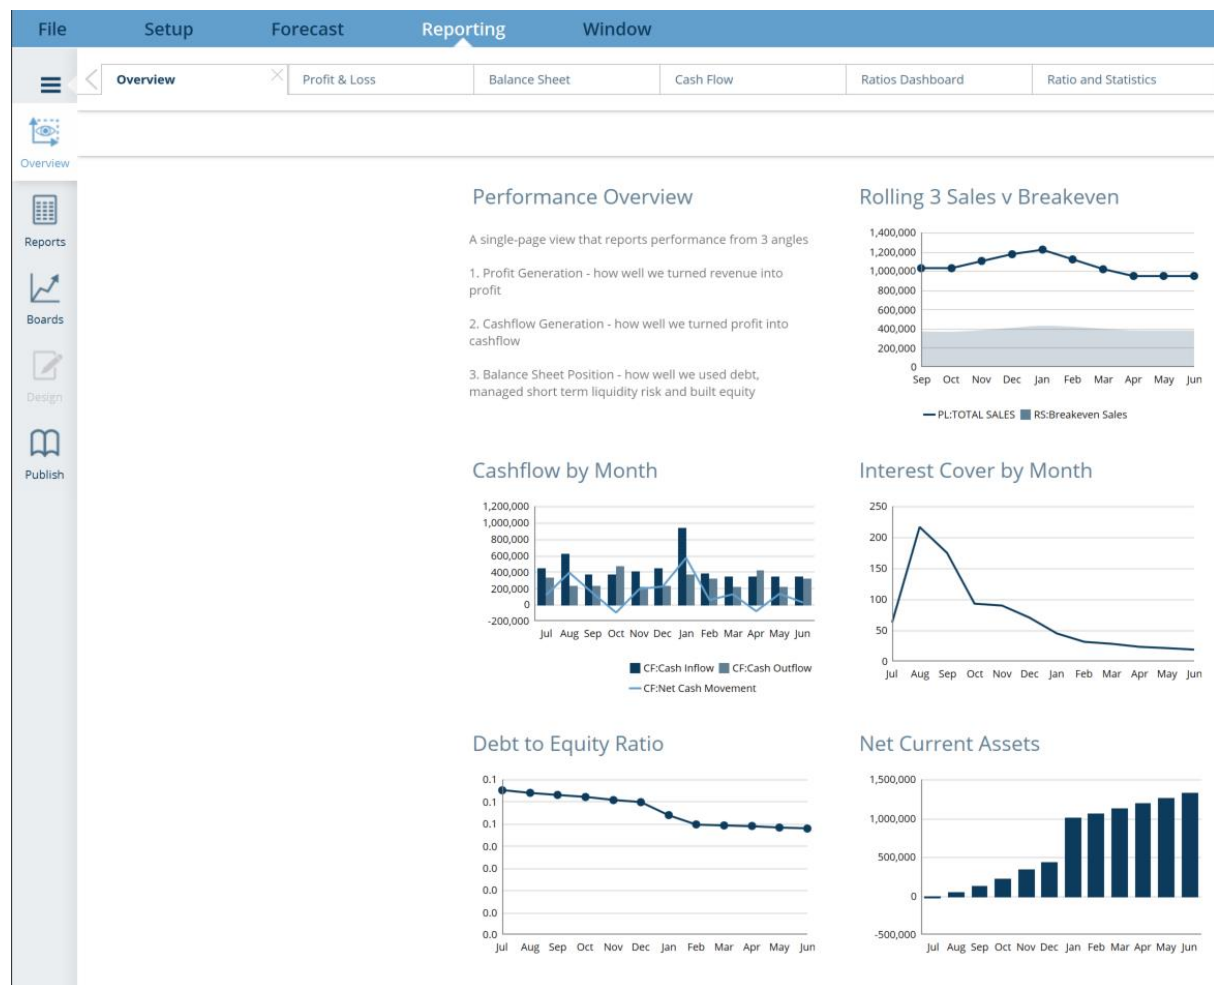 File Setup Forecast Reporting Window
Overview Profit & Loss Balance Sheet Cash Flow Ratios Dashboard Ratio and Statistics
Overview
Reports
Boards
Design
Publish
Performance Overview
A single-page view that reports performance from 3 angles
1. Profit Generation - how well we turned revenue into
profit
2. Cashflow Generation - how well we turned profit into
cashflow
3. Balance Sheet Position - how well we used debt,
managed short term liquidity risk and built equity
Rolling 3 Sales v Breakeven
1,400,000
1,200,000
1,000,000
800,000
600,000
400,000
200,000
0
Sep Oct Nov Dec Jan Feb Mar Apr May Jun
PL:TOTAL SALES RS:Breakeven Sales
Cashflow by Month
1,200,000
1,000,000
800,000
600,000
400,000
200,000
0
-200,000
Jul Aug Sep Oct Nov Dec Jan Feb Mar Apr May Jun
CF:Cash Inflow CF:Cash Outflow
CF:Net Cash Movement
Interest Cover by Month
250
200
150
100
50
0
Jul Aug Sep Oct Nov Dec Jan Feb Mar Apr May Jun
Debt to Equity Ratio
0.1
0.1
0.1
0.0
0.0
0.0
0.0
0.0
Jul Aug Sep Oct Nov Dec Jan Feb Mar Apr May Jun
Net Current Assets
1,500,000
1,000,000
500,000
0
-500,000
Jul Aug Sep Oct Nov Dec Jan Feb Mar Apr May Jun